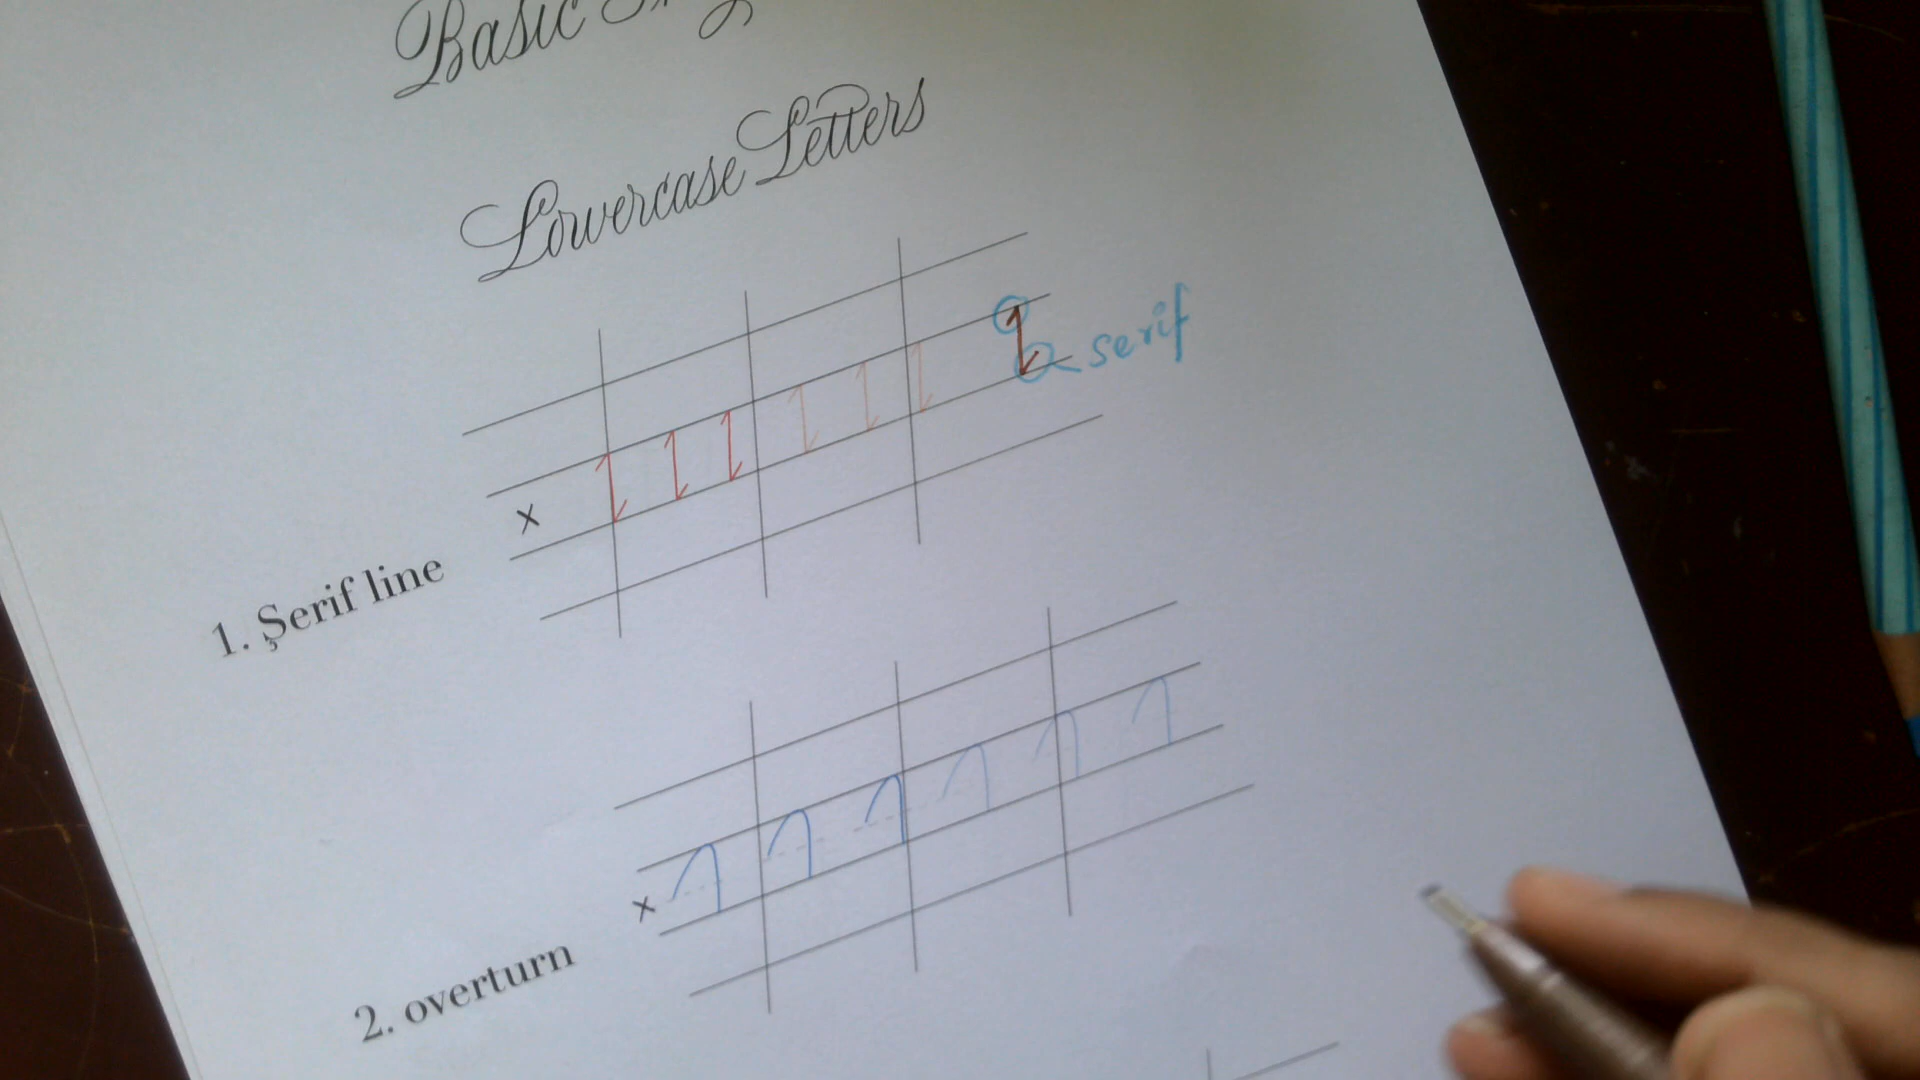 Basic
Lowercase Letters
serif
x
1. Şerif line
x
2. overturn